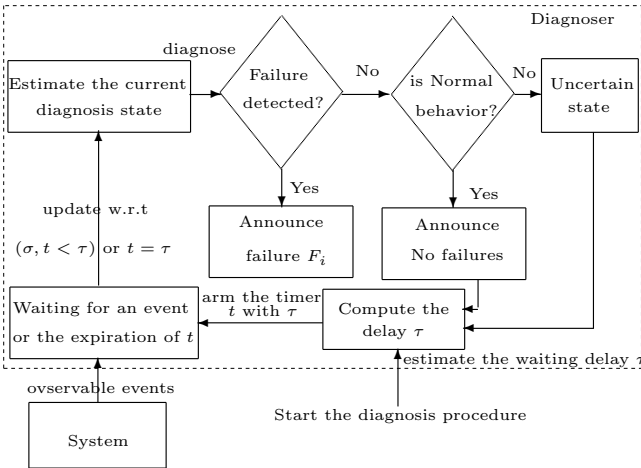 Diagnoser
diagnose
Estimate the current
diagnosis state
Failure
detected?
No
is Normal
behavior?
No
Uncertain
state
Yes
Yes
update w.r.t
(σ, t < τ) or t = τ
Announce
failure Fᵢ
Announce
No failures
Waiting for an event
or the expiration of t
arm the timer
t with τ
Compute the
delay τ
estimate the waiting delay τ
ovservable events
Start the diagnosis procedure
System